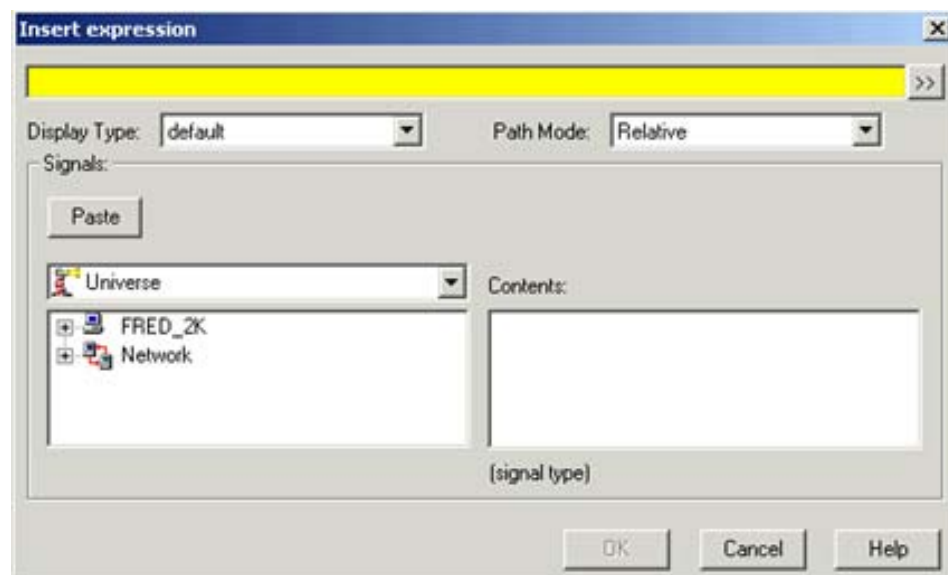 Insert expression
>>
Display Type: default Path Mode: Relative
Signals:
Paste
Universe
Contents:
FRED_2K
Network
(signal type)
OK Cancel Help